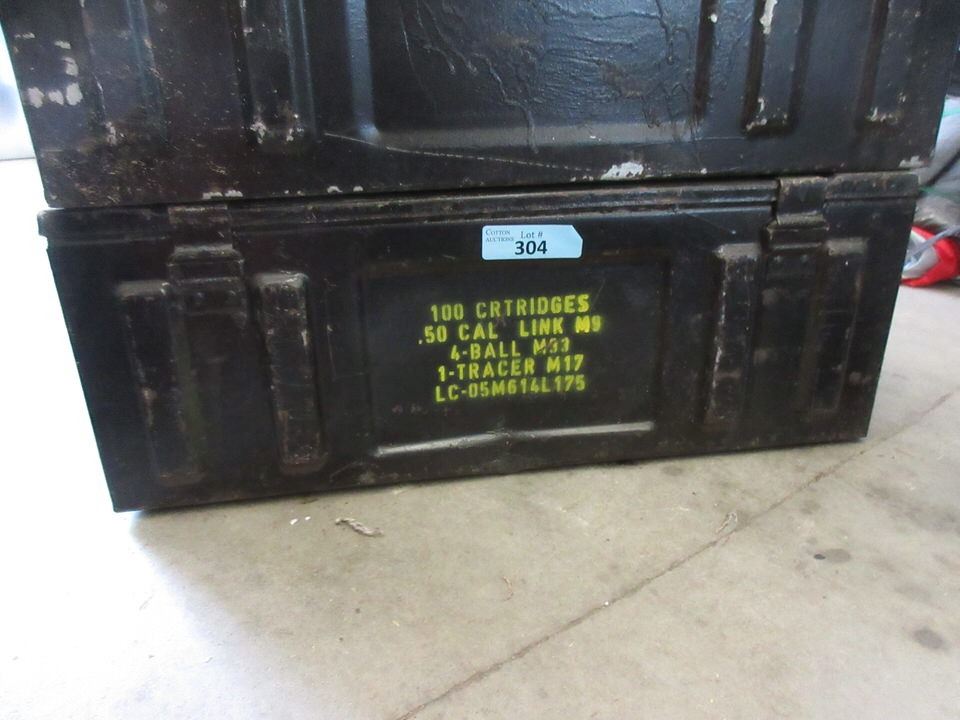 COTTON
AUCTIONS
Lot #
304
100 CRTRIDGES
.50 CAL LINK M9
4-BALL M33
1-TRACER M17
LC-05M614L175